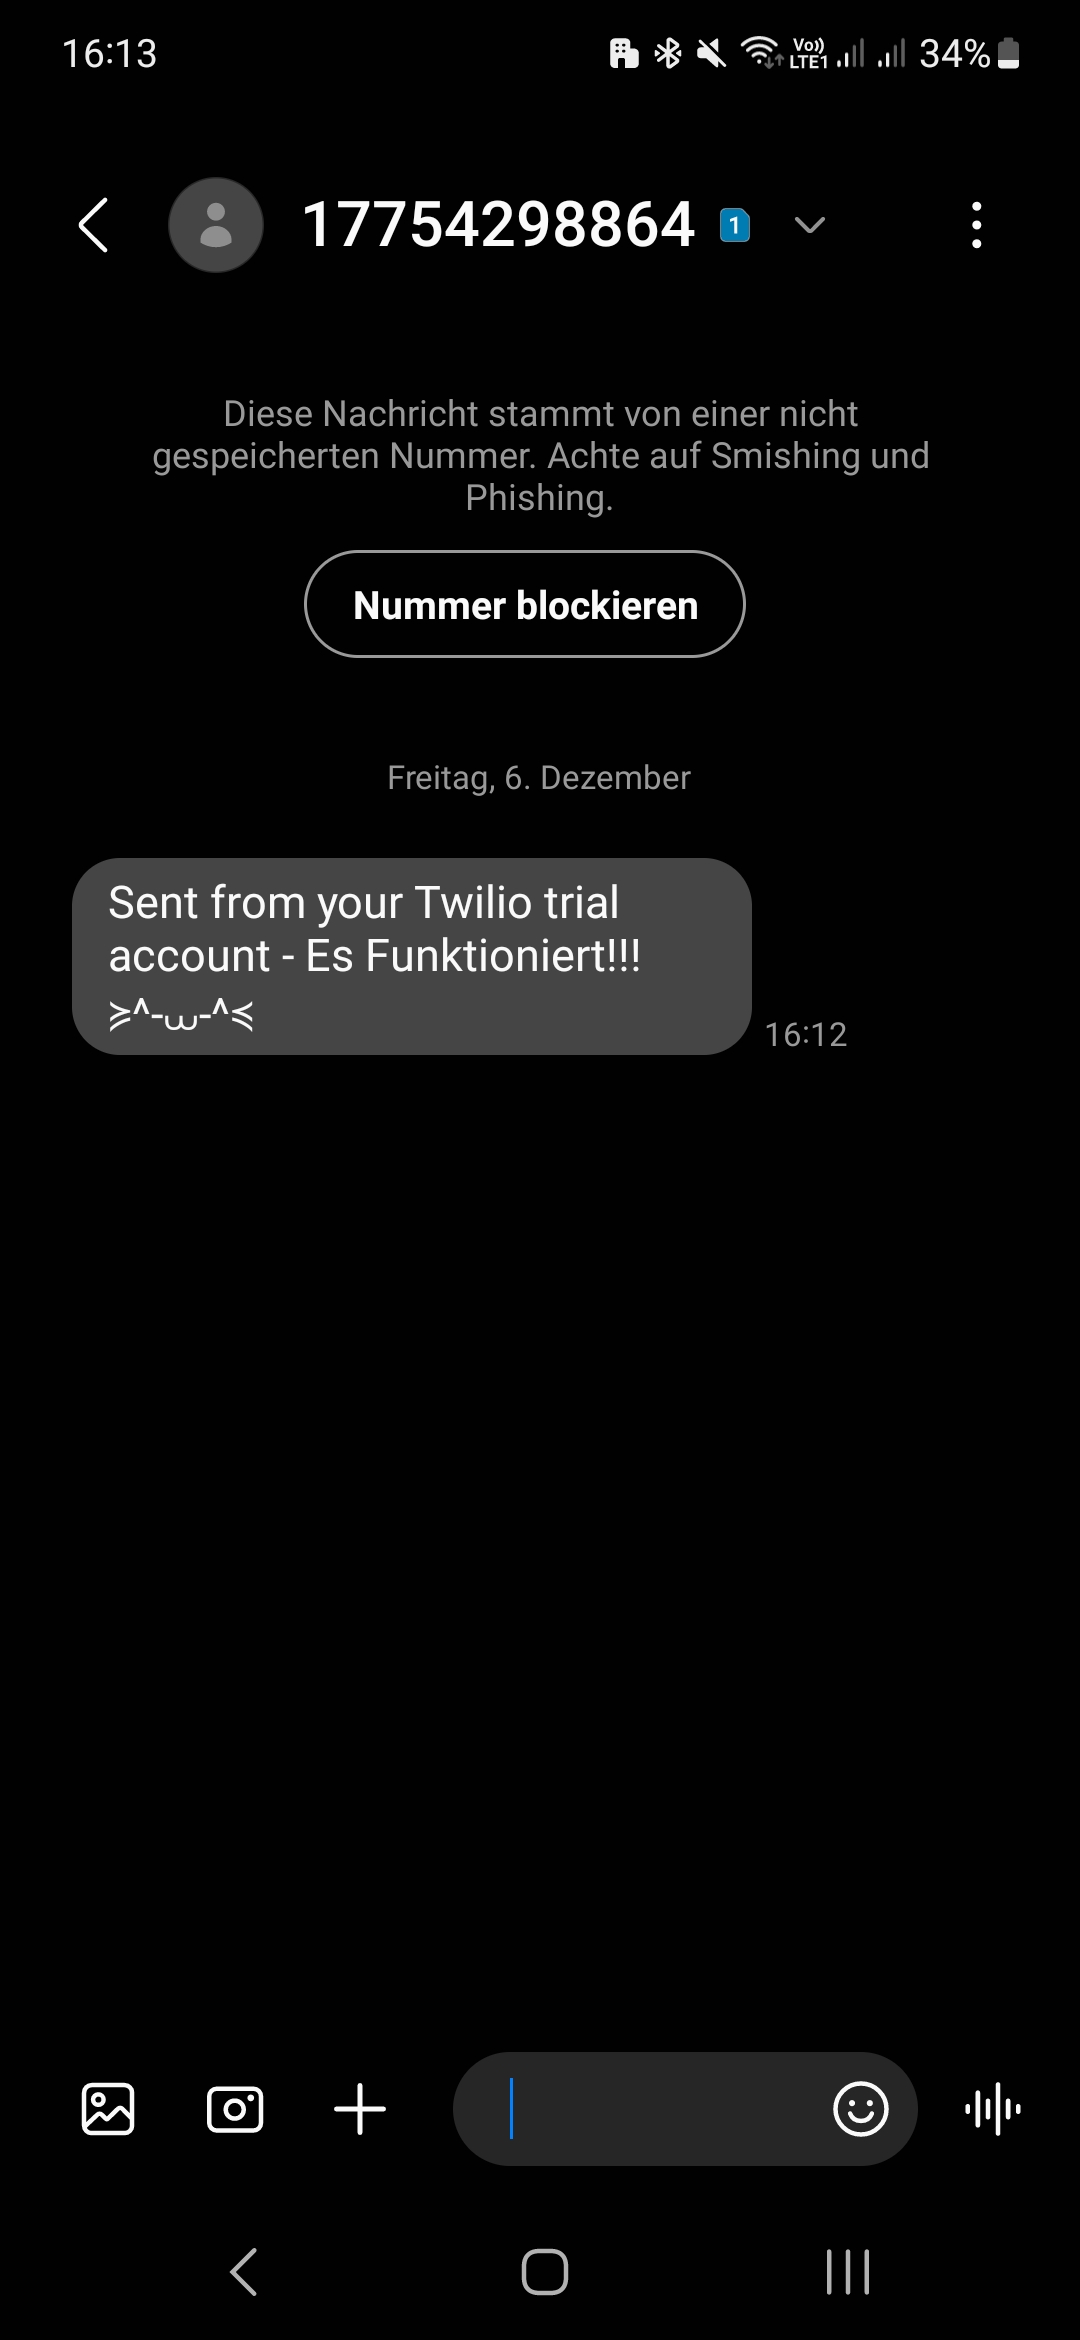 16:13
Vo))
LTE1
34%
17754298864
1
Diese Nachricht stammt von einer nicht
gespeicherten Nummer. Achte auf Smishing und
Phishing.
Nummer blockieren
Freitag, 6. Dezember
Sent from your Twilio trial
account - Es Funktioniert!!!
≽^-⩊-^≼
16:12